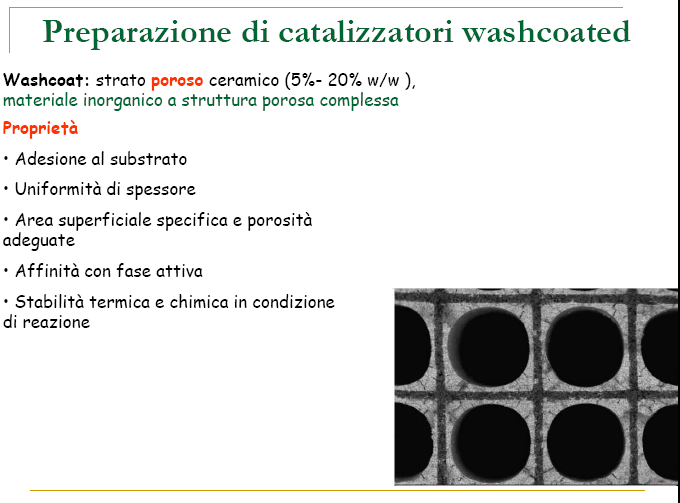 Preparazione di catalizzatori washcoated
Washcoat: strato poroso ceramico (5%- 20% w/w ),
materiale inorganico a struttura porosa complessa
Proprietà
• Adesione al substrato
• Uniformità di spessore
• Area superficiale specifica e porosità
adeguate
• Affinità con fase attiva
• Stabilità termica e chimica in condizione
di reazione